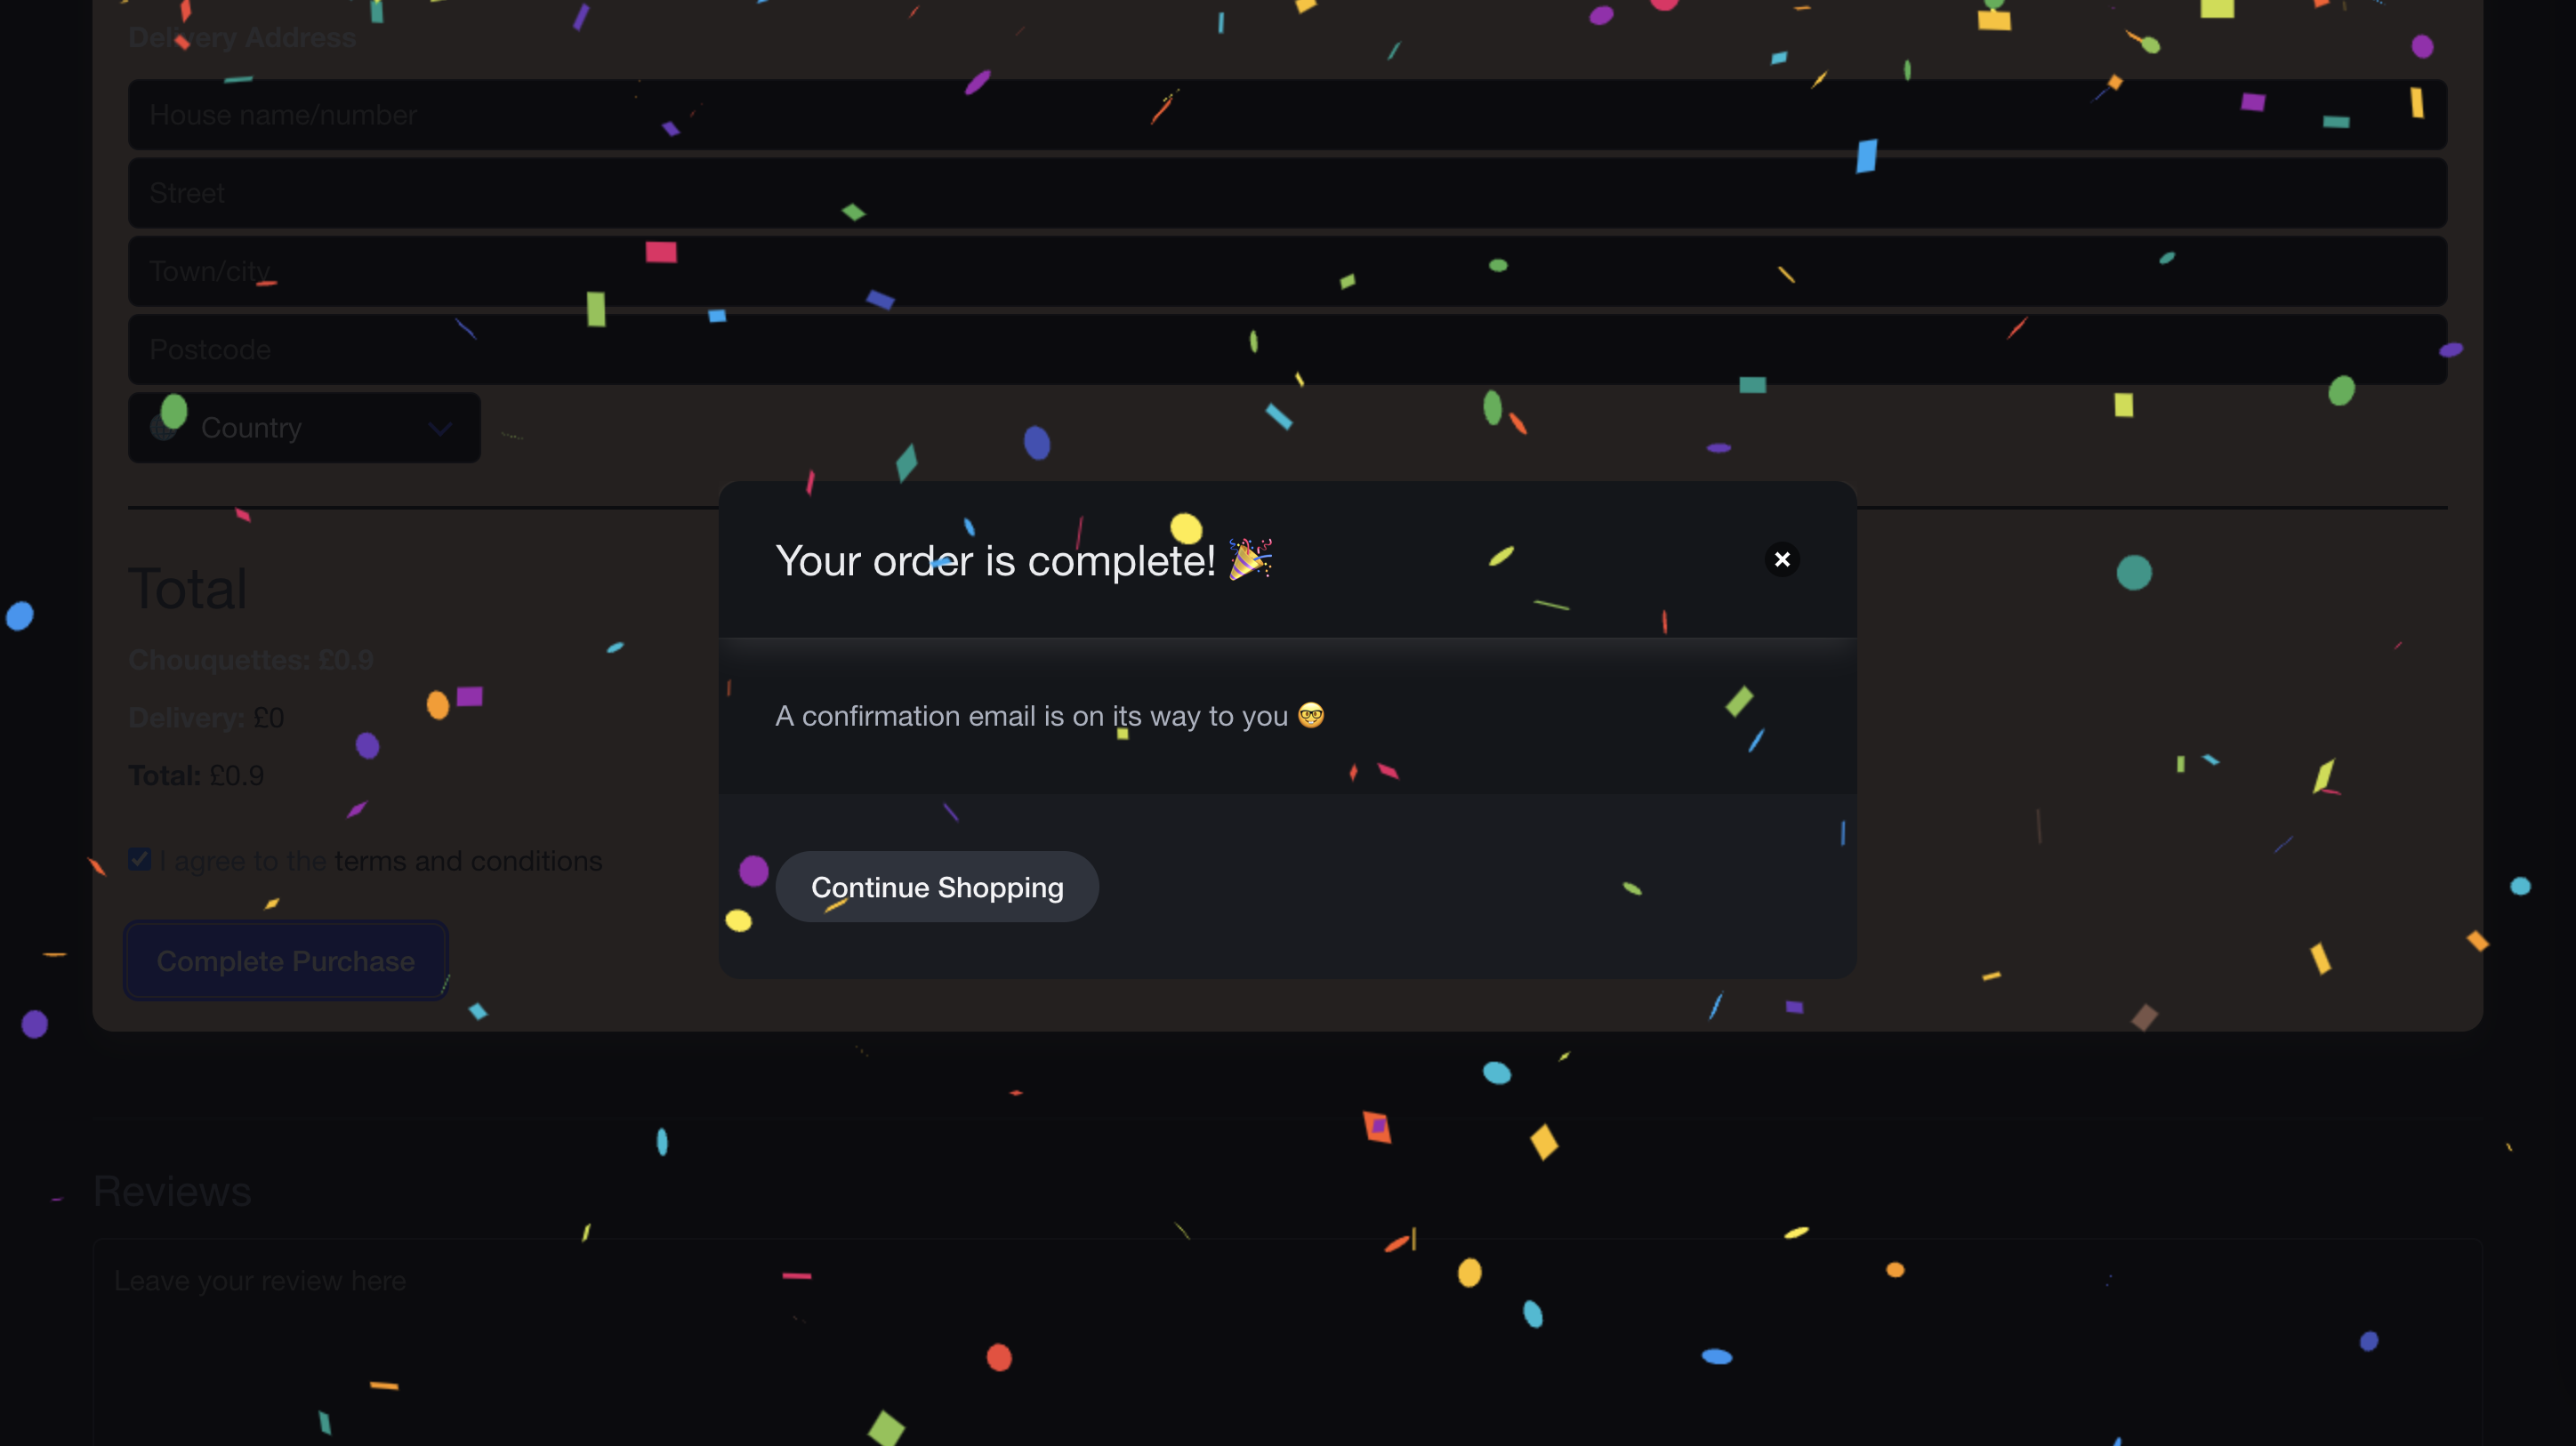 Delivery Address
House name/number
Street
Town/city
Postcode
Country
Your order is complete! 🎉
Total
Chouquettes: £0.9
A confirmation email is on its way to you 🤓
Delivery: £0
Total: £0.9
I agree to the terms and conditions
Continue Shopping
Complete Purchase
Reviews
Leave your review here